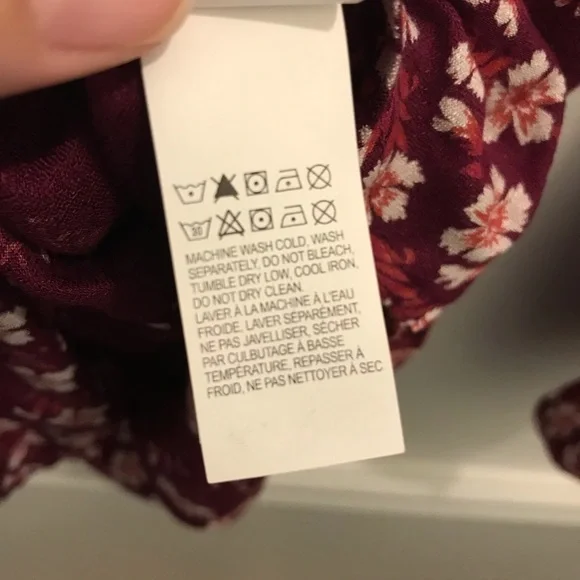 30
MACHINE WASH COLD, WASH
SEPARATELY, DO NOT BLEACH,
TUMBLE DRY LOW, COOL IRON,
DO NOT DRY CLEAN.
LAVER À LA MACHINE À L'EAU
FROIDE, LAVER SÉPARÉMENT,
NE PAS JAVELLISER, SÉCHER
PAR CULBUTAGE À BASSE
TEMPÉRATURE, REPASSER À
FROID, NE PAS NETTOYER À SEC